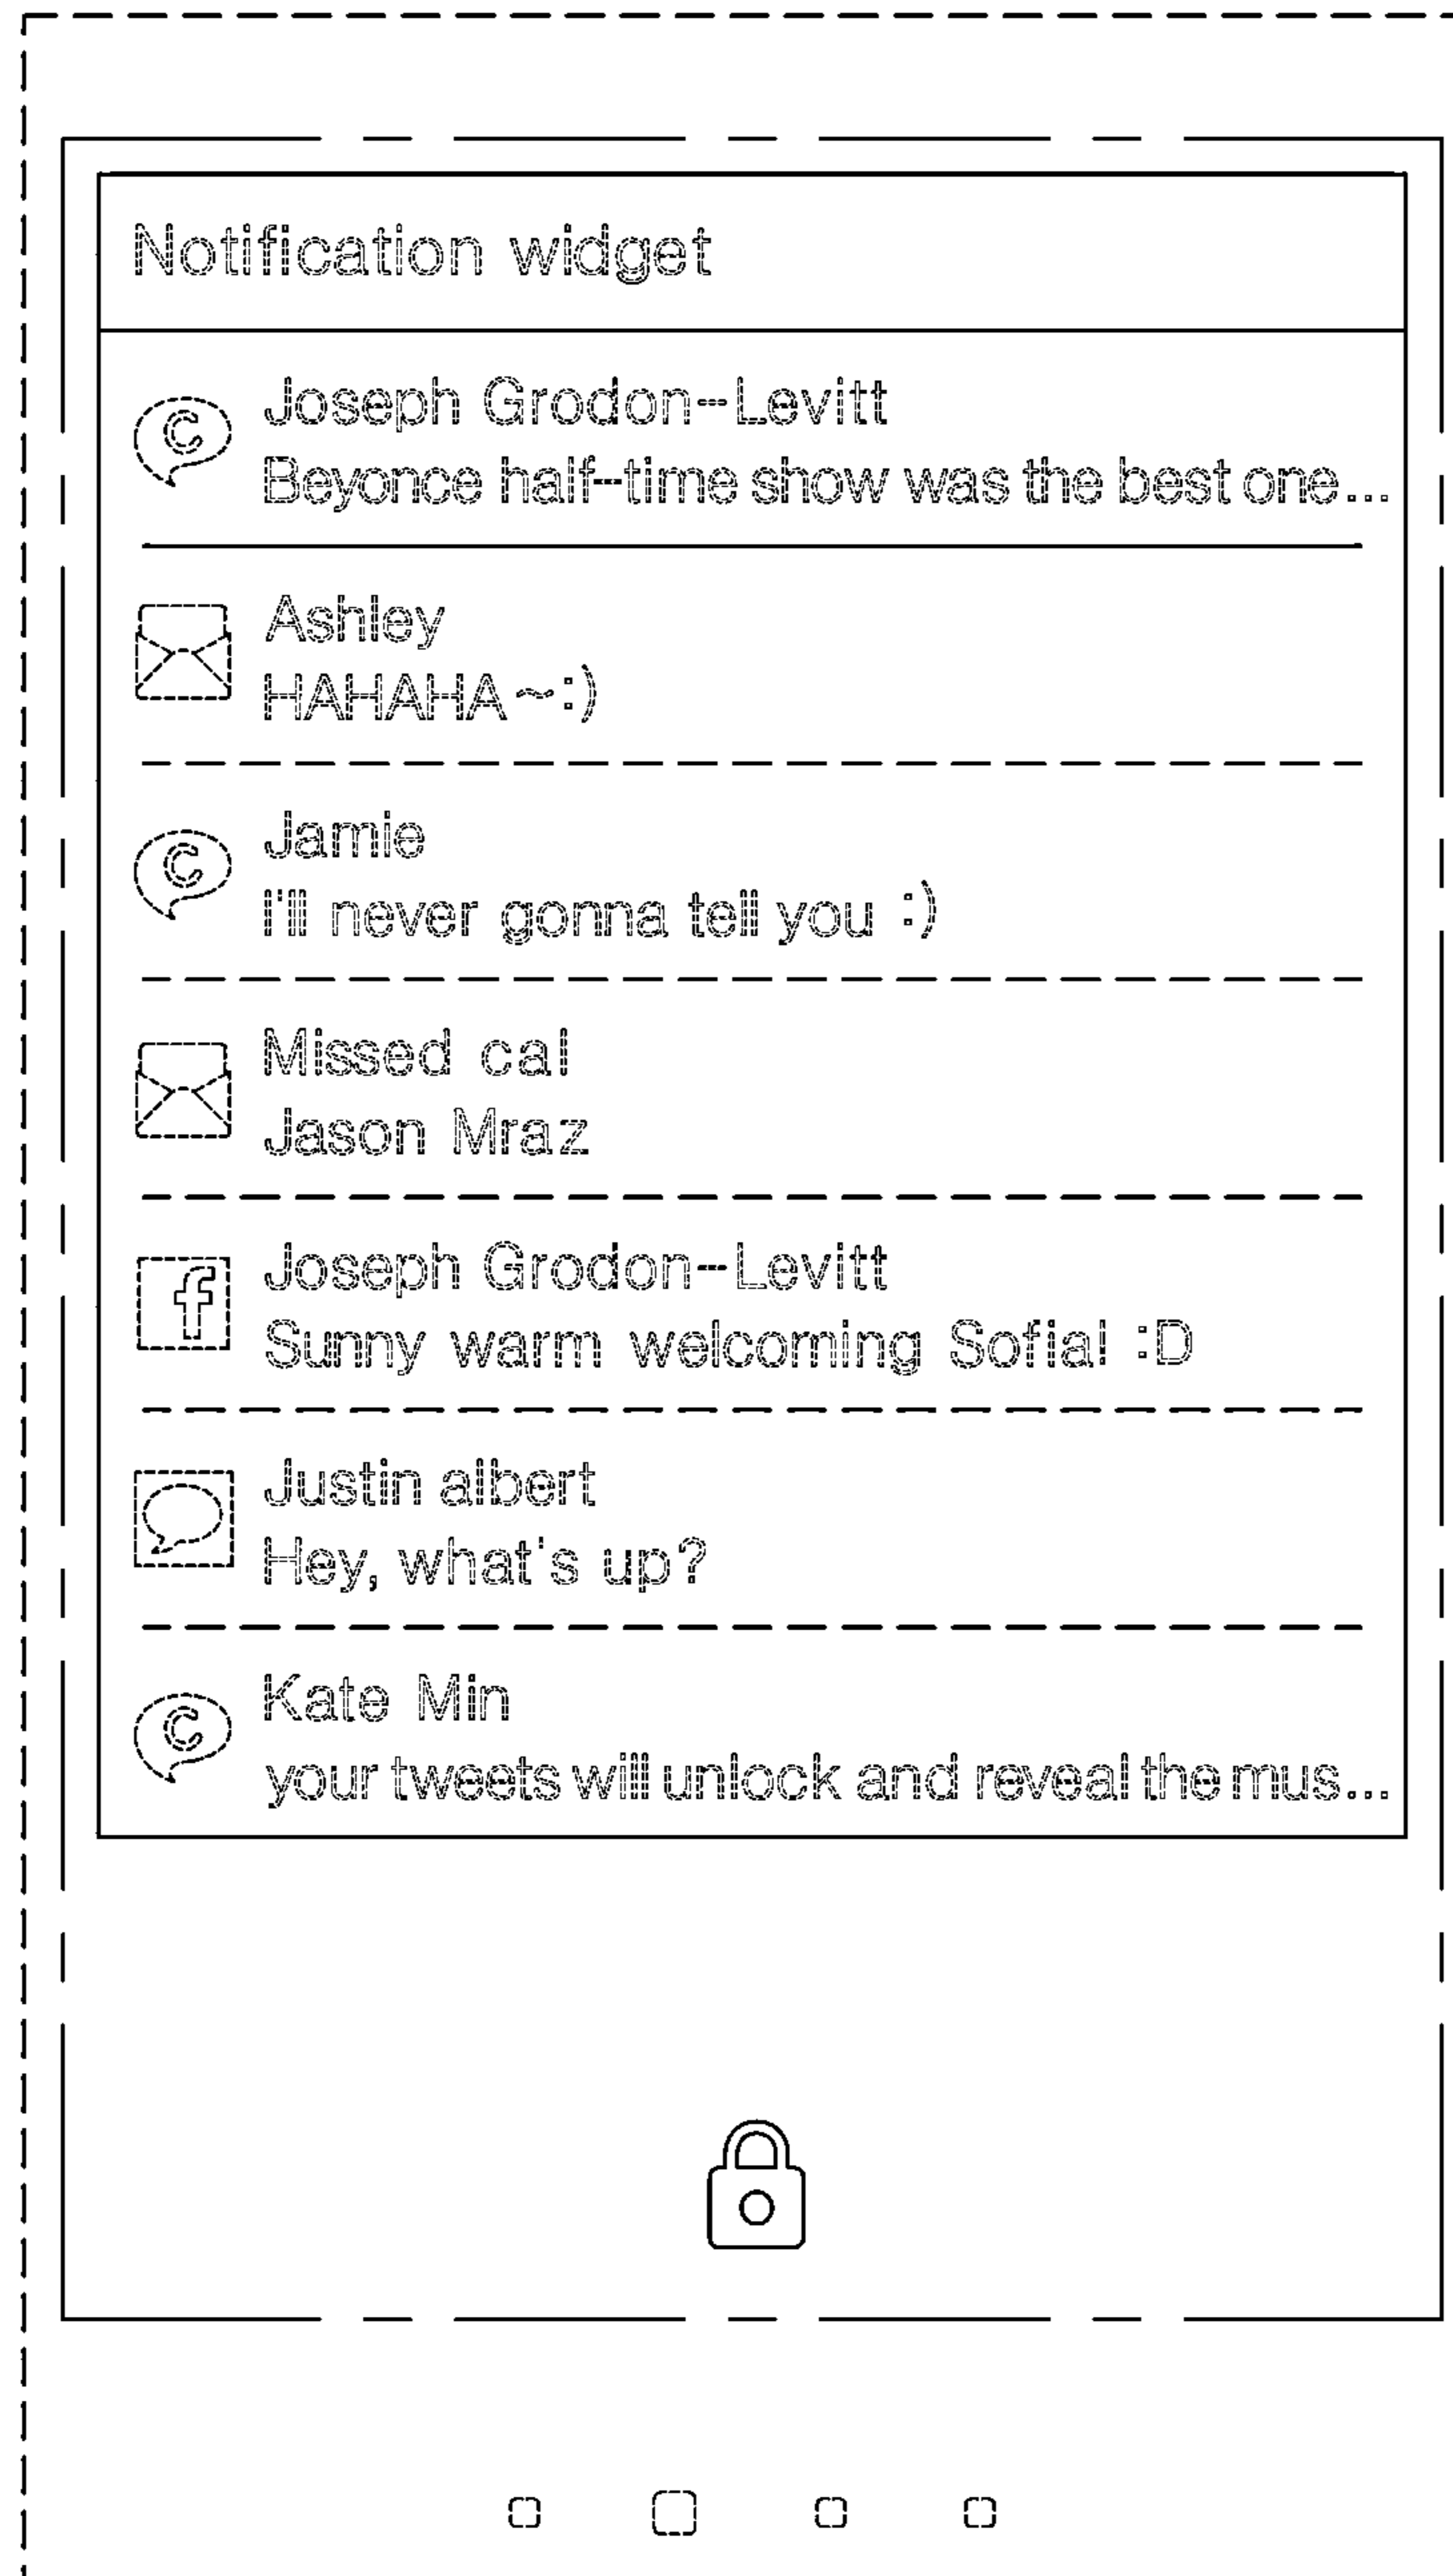 Notification widget
C
Joseph Grodon-Levitt
Beyonce half-time show was the best one...
Ashley
HAHAHA~:)
C
Jamie
I'll never gonna tell you :)
Missed cal
Jason Mraz
f
Joseph Grodon-Levitt
Sunny warm welcoming Sofia! :D
Justin albert
Hey, what's up?
C
Kate Min
your tweets will unlock and reveal the mus...